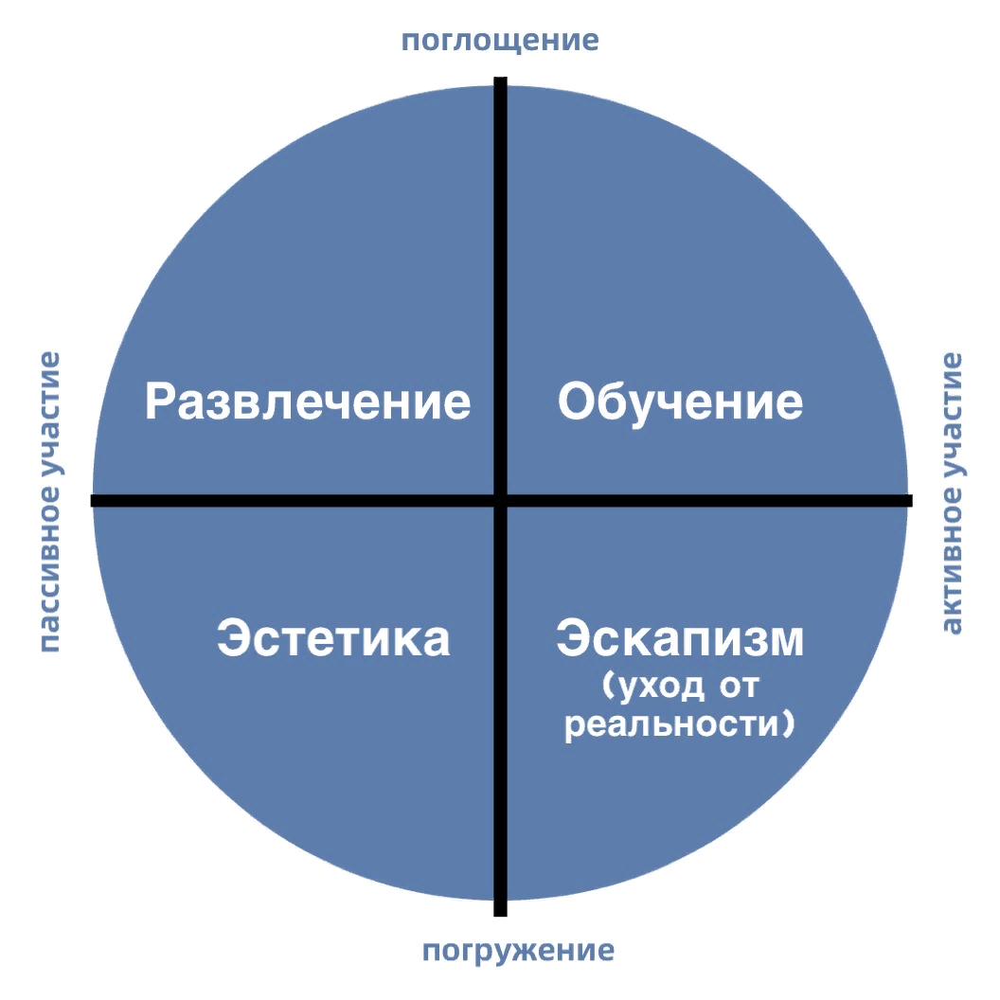 поглощение
пассивное участие
Развлечение
Обучение
активное участие
Эстетика
Эскапизм
(уход от
реальности)
погружение